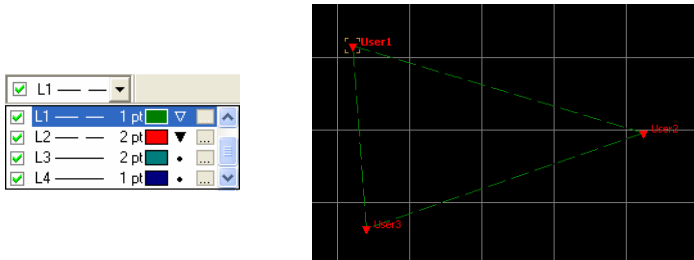 L1
L1 1 pt ...
L2 2 pt ...
L3 2 pt ...
L4 1 pt ...
User1
User2
User3